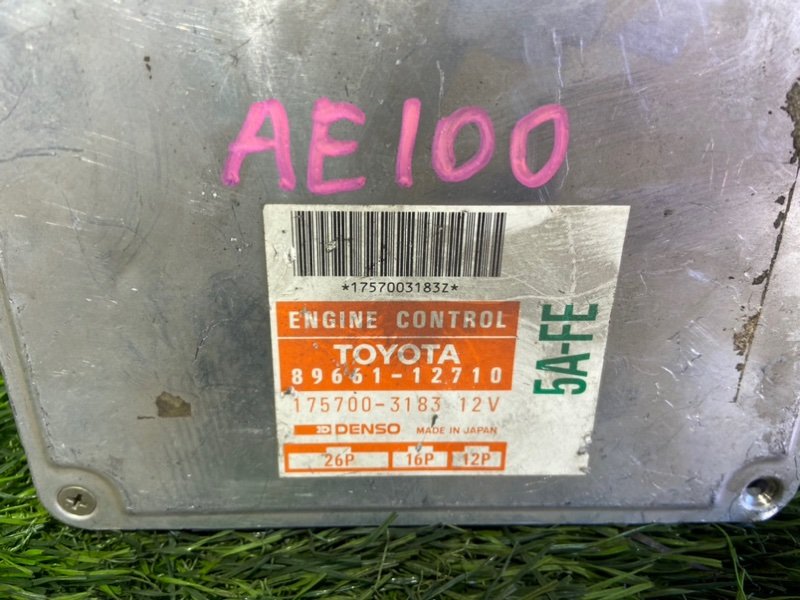 AE100
*1757003183Z*
ENGINE CONTROL
TOYOTA
89661-12710
175700-3183 12V
DENSO MADE IN JAPAN
26P 16P 12P
5A-FE